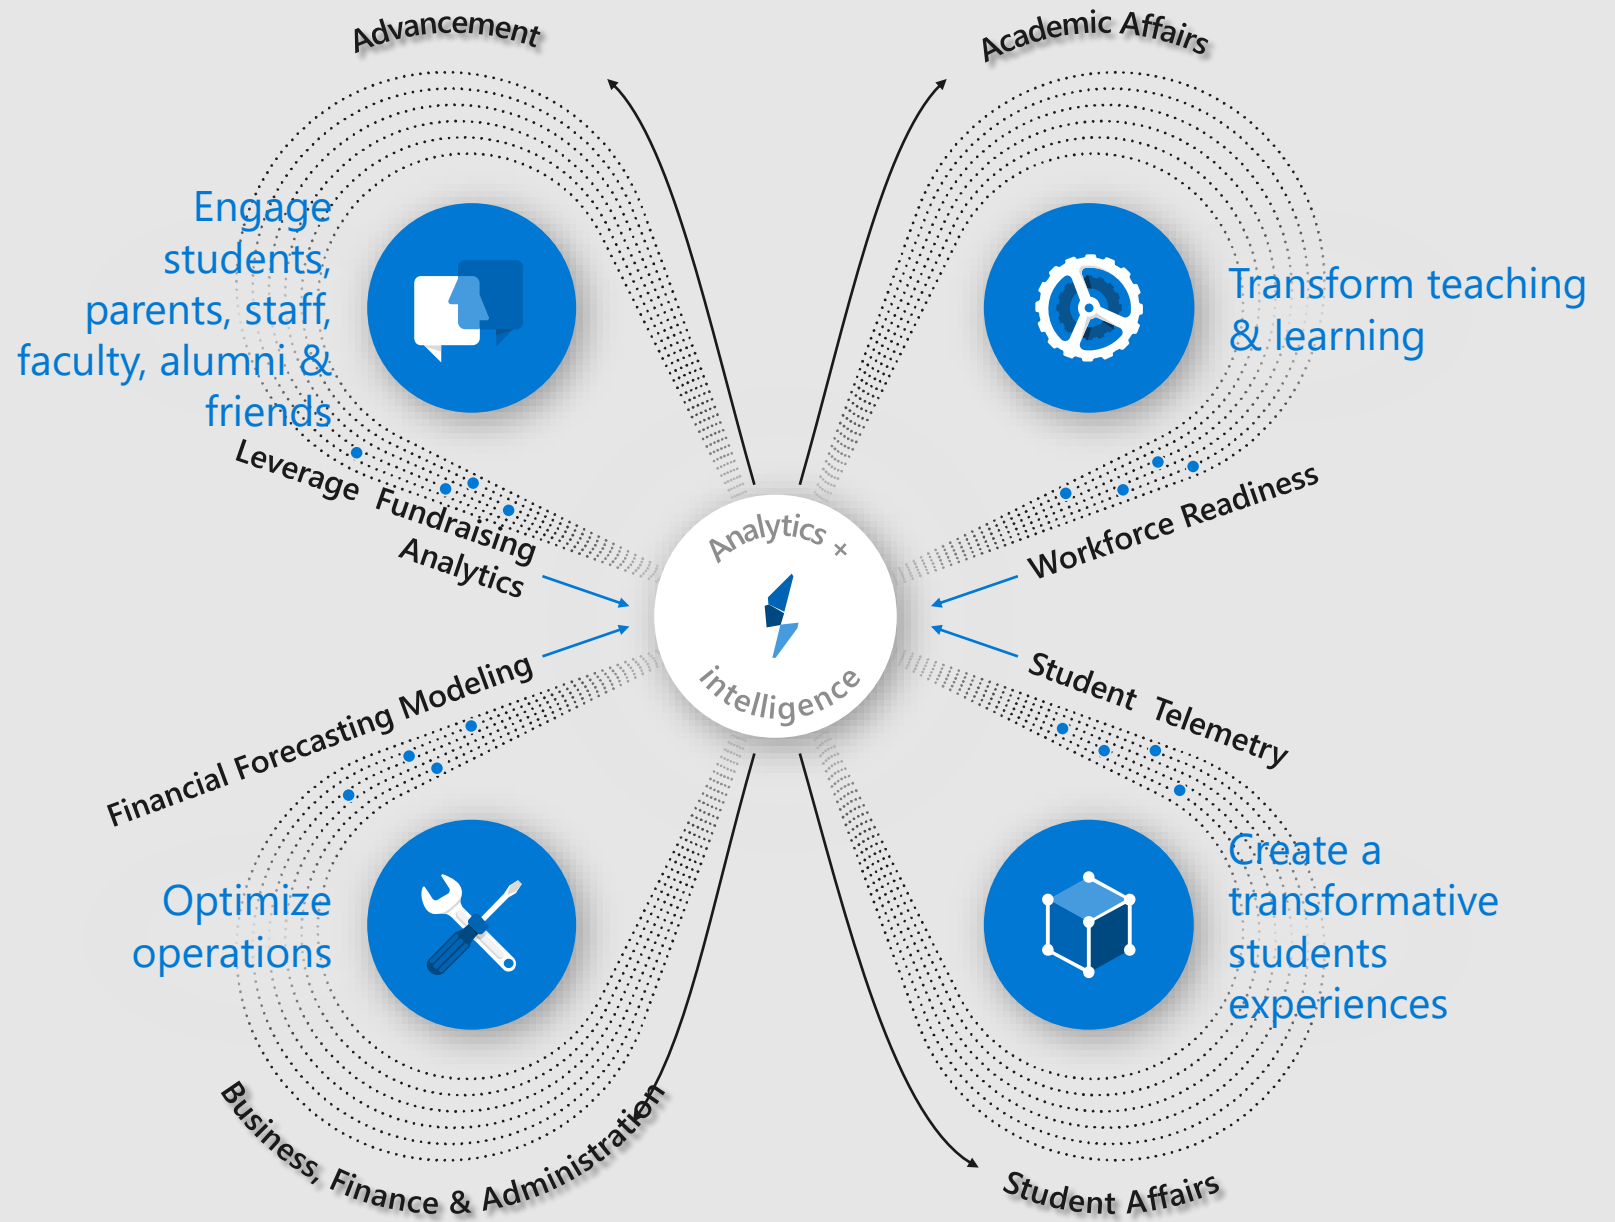 Advancement
Academic Affairs
Engage
students,
parents, staff,
faculty, alumni &
friends
Transform teaching
& learning
Leverage Fundraising
Analytics
Workforce Readiness
Analytics +
intelligence
Financial Forecasting Modeling
Student Telemetry
Optimize
operations
Create a
transformative
students
experiences
Business, Finance & Administration
Student Affairs